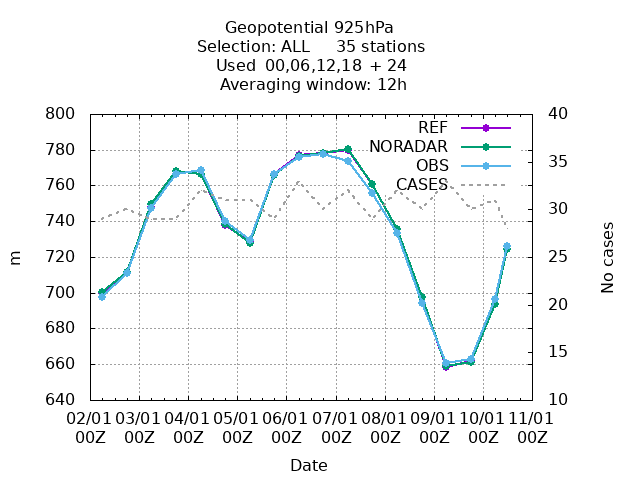 Geopotential 925hPa
Selection: ALL 35 stations
Used 00,06,12,18 + 24
Averaging window: 12h
800 40
REF
780 NORADAR 35
OBS
760 CASES
740 30
m 720 25 No cases
700 20
680 15
660
640 10
02/01 03/01 04/01 05/01 06/01 07/01 08/01 09/01 10/01 11/01
00Z 00Z 00Z 00Z 00Z 00Z 00Z 00Z 00Z 00Z
Date